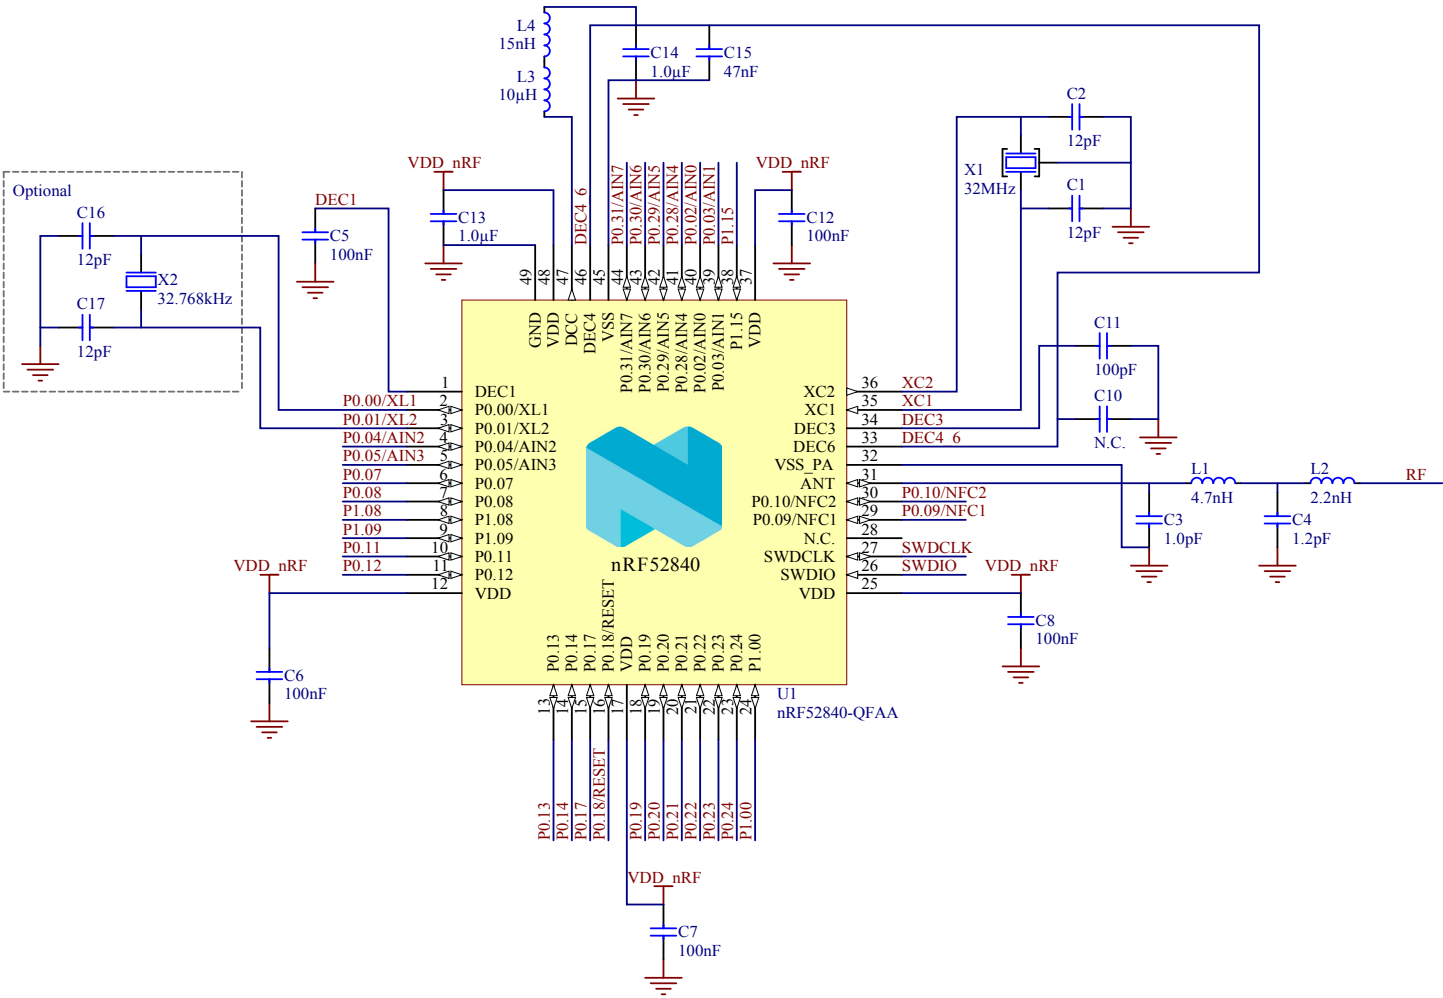 L4
15nH
L3
10µH
C14
1.0µF
C15
47nF
C2
12pF
X1
32MHz
C1
12pF
Optional
C16
12pF
X2
32.768kHz
C17
12pF
DEC1
C5
100nF
VDD_nRF
C13
1.0µF
DEC4_6
P0.31/AIN7
P0.30/AIN6
P0.29/AIN5
P0.28/AIN4
P0.02/AIN0
P0.03/AIN1
P1.15
VDD_nRF
C12
100nF
49
48
47
46
45
44
43
42
41
40
39
38
37
GND
VDD
DCC
DEC4
VSS
P0.31/AIN7
P0.30/AIN6
P0.29/AIN5
P0.28/AIN4
P0.02/AIN0
P0.03/AIN1
P1.15
VDD
C11
100pF
C10
N.C.
1 DEC1
P0.00/XL1 2 P0.00/XL1
P0.01/XL2 3 P0.01/XL2
P0.04/AIN2 4 P0.04/AIN2
P0.05/AIN3 5 P0.05/AIN3
P0.07 6 P0.07
P0.08 7 P0.08
P1.08 8 P1.08
P1.09 9 P1.09
P0.11 10 P0.11
P0.12 11 P0.12
12 VDD
XC2 36 XC2
XC1 35 XC1
DEC3 34 DEC3
DEC6 33 DEC4_6
VSS_PA 32
ANT 31
P0.10/NFC2 30 P0.10/NFC2
P0.09/NFC1 29 P0.09/NFC1
N.C. 28
SWDCLK 27 SWDCLK
SWDIO 26 SWDIO
VDD 25
nRF52840
L1
4.7nH
L2
2.2nH
RF
C3
1.0pF
C4
1.2pF
VDD_nRF
C6
100nF
VDD_nRF
C8
100nF
P0.13
P0.14
P0.17
P0.18/RESET
VDD
P0.19
P0.20
P0.21
P0.22
P0.23
P0.24
P1.00
13
14
15
16
17
18
19
20
21
22
23
24
U1
nRF52840-QFAA
P0.13
P0.14
P0.17
P0.18/RESET
P0.19
P0.20
P0.21
P0.22
P0.23
P0.24
P1.00
VDD_nRF
C7
100nF